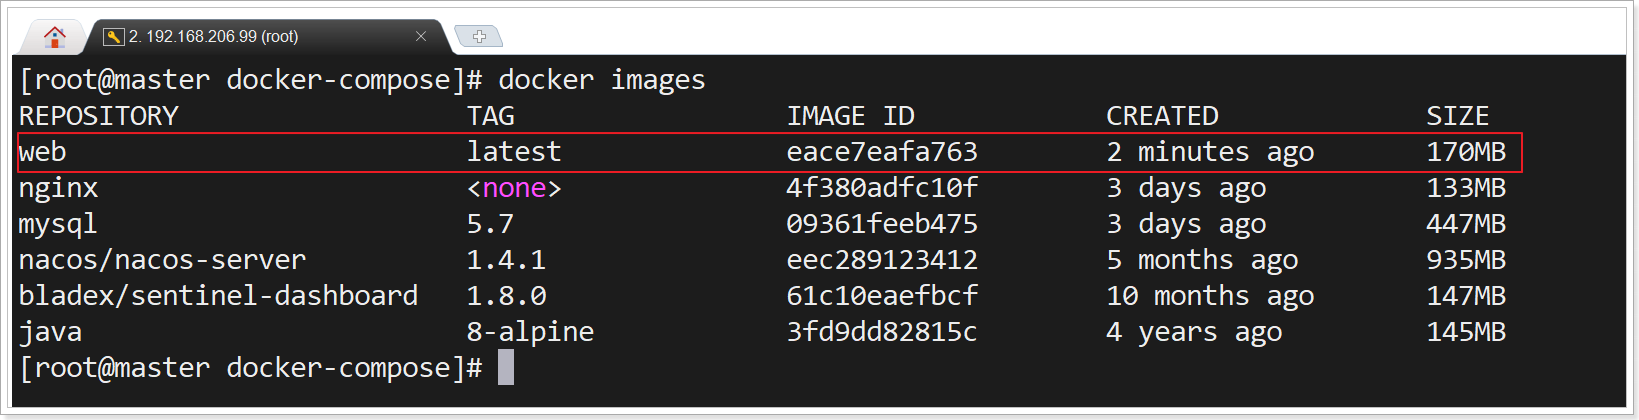 2. 192.168.206.99 (root)
[root@master docker-compose]# docker images
REPOSITORY TAG IMAGE ID CREATED SIZE
web latest eace7eafa763 2 minutes ago 170MB
nginx <none> 4f380adfc10f 3 days ago 133MB
mysql 5.7 09361feeb475 3 days ago 447MB
nacos/nacos-server 1.4.1 eec289123412 5 months ago 935MB
bladex/sentinel-dashboard 1.8.0 61c10eaefbcf 10 months ago 147MB
java 8-alpine 3fd9dd82815c 4 years ago 145MB
[root@master docker-compose]#